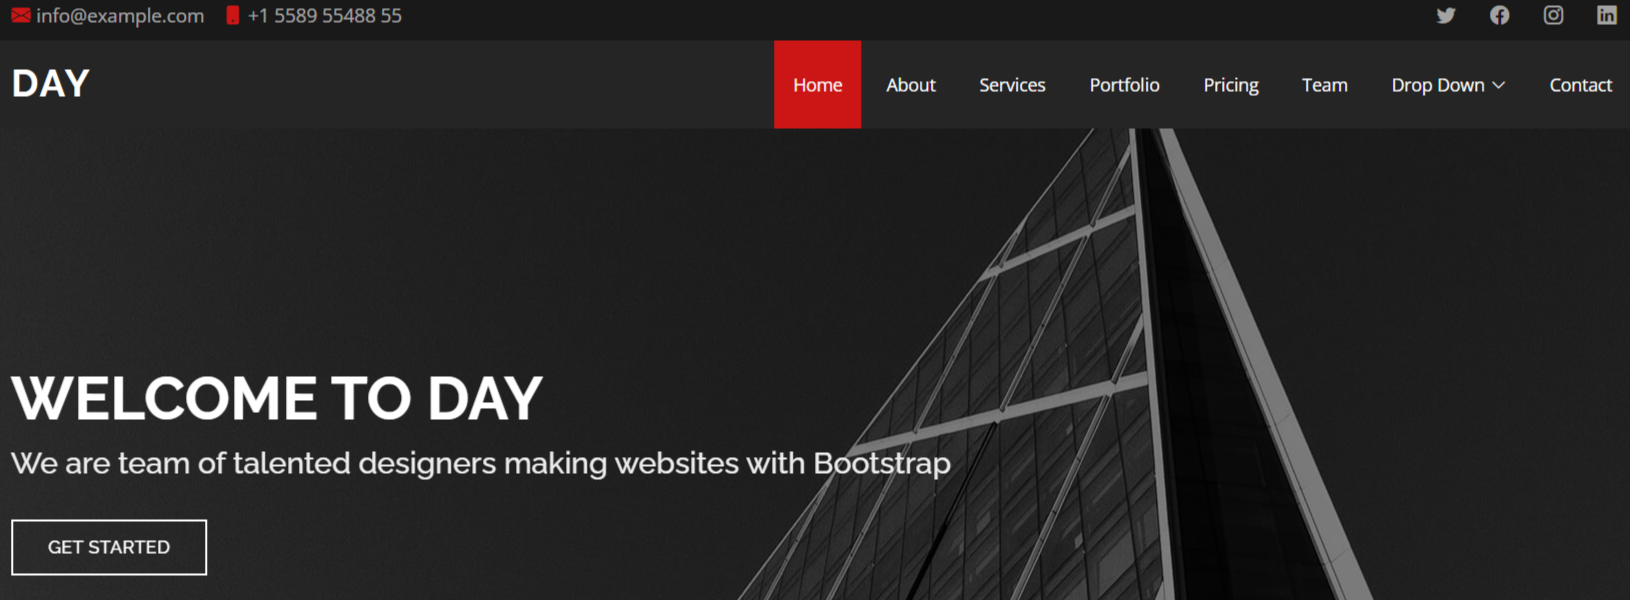 info@example.com +1 5589 55488 55
DAY
Home About Services Portfolio Pricing Team Drop Down Contact
WELCOME TO DAY
We are team of talented designers making websites with Bootstrap
GET STARTED